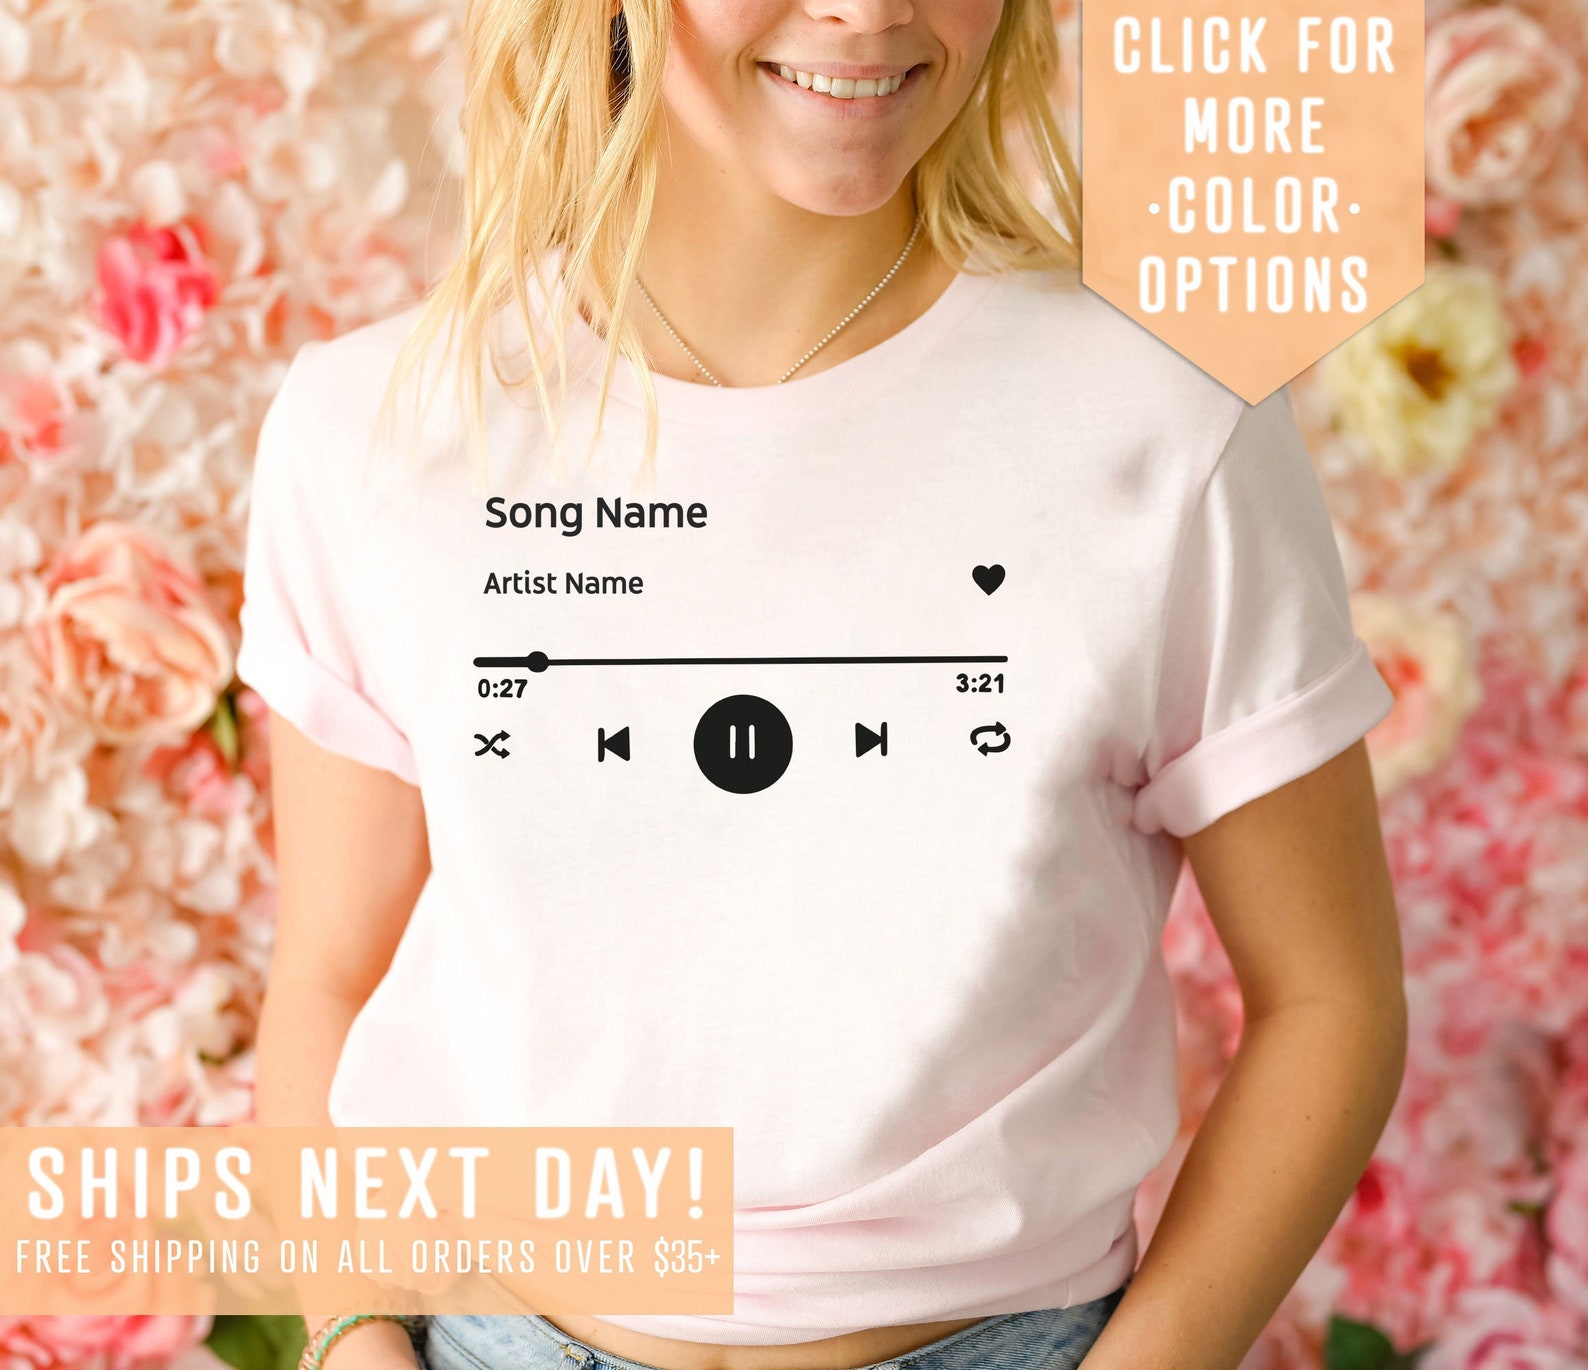 CLICK FOR
MORE
·COLOR·
OPTIONS
Song Name
Artist Name
0:27
3:21
SHIPS NEXT DAY!
FREE SHIPPING ON ALL ORDERS OVER $35+